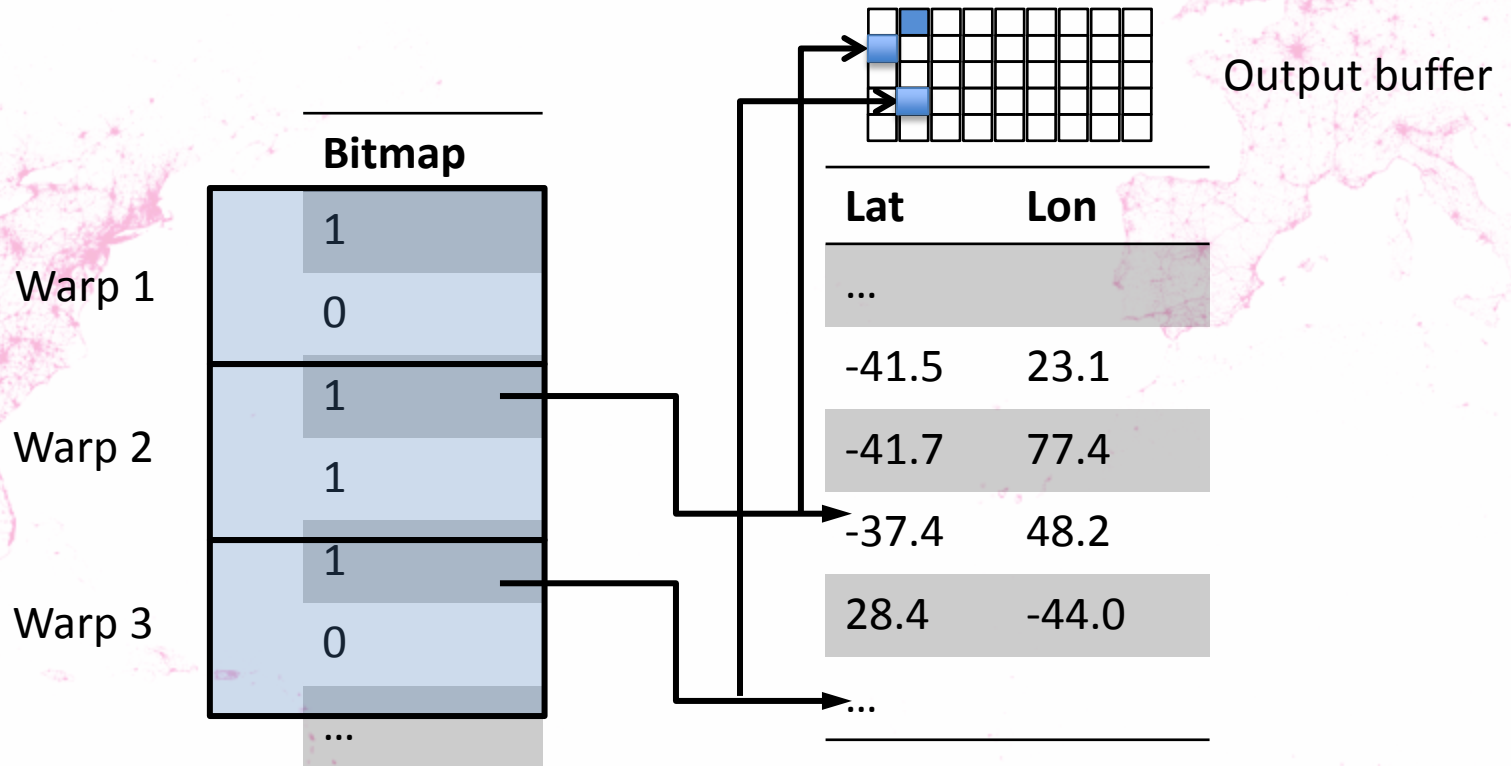 Output buffer
Bitmap
Warp 1
1
0
Warp 2
1
1
Warp 3
1
0
...
Lat Lon
...
-41.5 23.1
-41.7 77.4
-37.4 48.2
28.4 -44.0
...